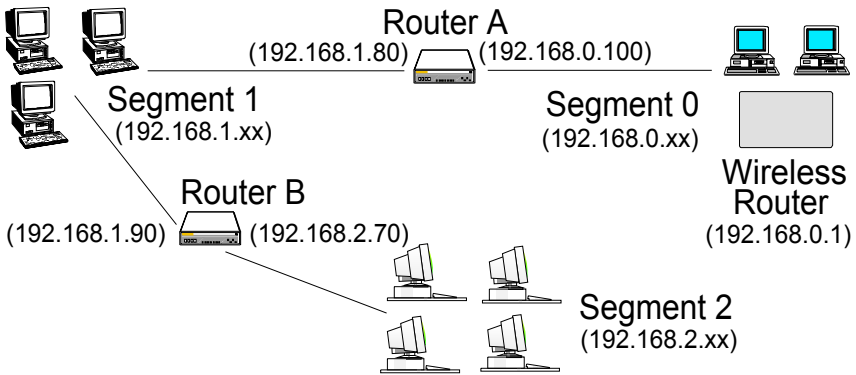 Router A
(192.168.1.80)
(192.168.0.100)
Segment 1
(192.168.1.xx)
Segment 0
(192.168.0.xx)
Wireless
Router
(192.168.0.1)
Router B
(192.168.1.90)
(192.168.2.70)
Segment 2
(192.168.2.xx)